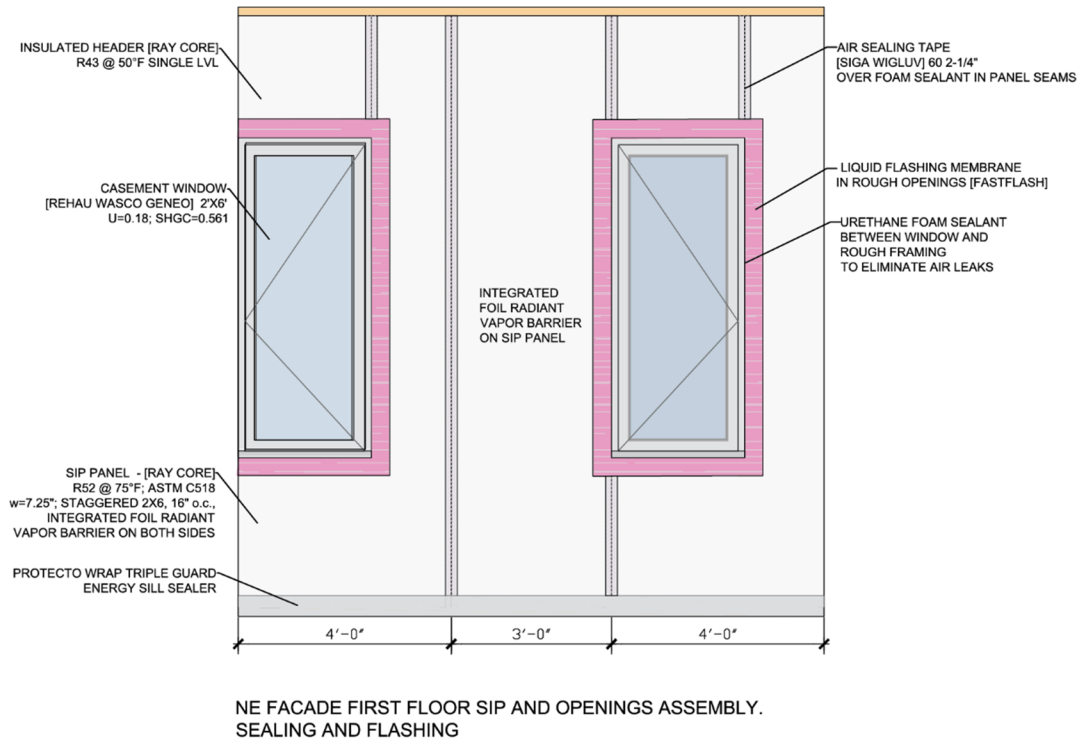 INSULATED HEADER [RAY CORE]
R43 @ 50°F SINGLE LVL
AIR SEALING TAPE
[SIGA WIGLUV] 60 2-1/4"
OVER FOAM SEALANT IN PANEL SEAMS
CASEMENT WINDOW
[REHAU WASCO GENEO] 2'X6'
U=0.18; SHGC=0.561
LIQUID FLASHING MEMBRANE
IN ROUGH OPENINGS [FASTFLASH]
URETHANE FOAM SEALANT
BETWEEN WINDOW AND
ROUGH FRAMING
TO ELIMINATE AIR LEAKS
INTEGRATED
FOIL RADIANT
VAPOR BARRIER
ON SIP PANEL
SIP PANEL - [RAY CORE]
R52 @ 75°F; ASTM C518
w=7.25"; STAGGERED 2X6, 16" o.c.,
INTEGRATED FOIL RADIANT
VAPOR BARRIER ON BOTH SIDES
PROTECTO WRAP TRIPLE GUARD
ENERGY SILL SEALER
4'-0" 3'-0" 4'-0"
NE FACADE FIRST FLOOR SIP AND OPENINGS ASSEMBLY.
SEALING AND FLASHING